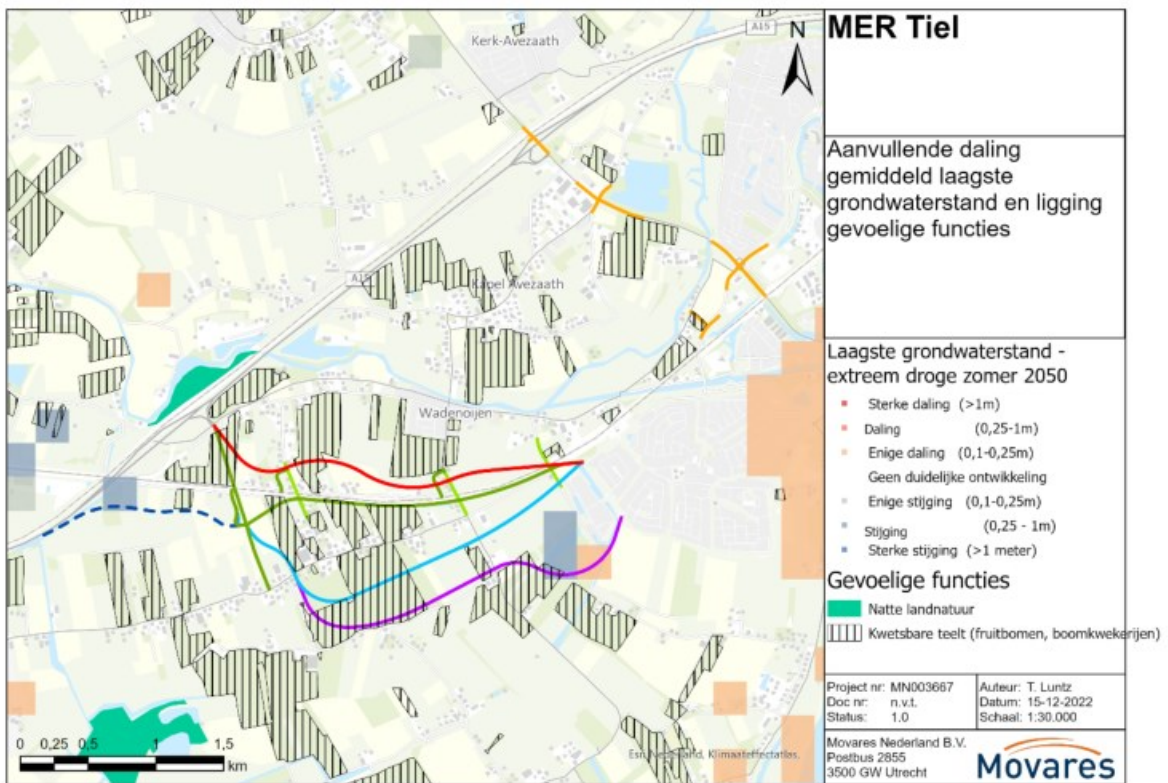 MER Tiel
Aanvullende daling
gemiddeld laagste
grondwaterstand en ligging
gevoelige functies
Laagste grondwaterstand -
extreem droge zomer 2050
Sterke daling (>1m)
Daling (0,25-1m)
Enige daling (0,1-0,25m)
Geen duidelijke ontwikkeling
Enige stijging (0,1-0,25m)
Stijging (0,25 - 1m)
Sterke stijging (>1 meter)
Gevoelige functies
Natte landnatuur
Kwetsbare teelt (fruitbomen, boomkwekerijen)
Project nr: MN003667
Doc nr: n.v.t.
Status: 1.0
Auteur: T. Luntz
Datum: 15-12-2022
Schaal: 1:30.000
Movares Nederland B.V.
Postbus 2855
3500 GW Utrecht
Movares
Kerk-Avezaath
A15
N
A15
Kapel Avezaath
Wadenoijen
0 0,25 0,5 1 1,5
km
Esri Nederland, Klimaateffectatlas,